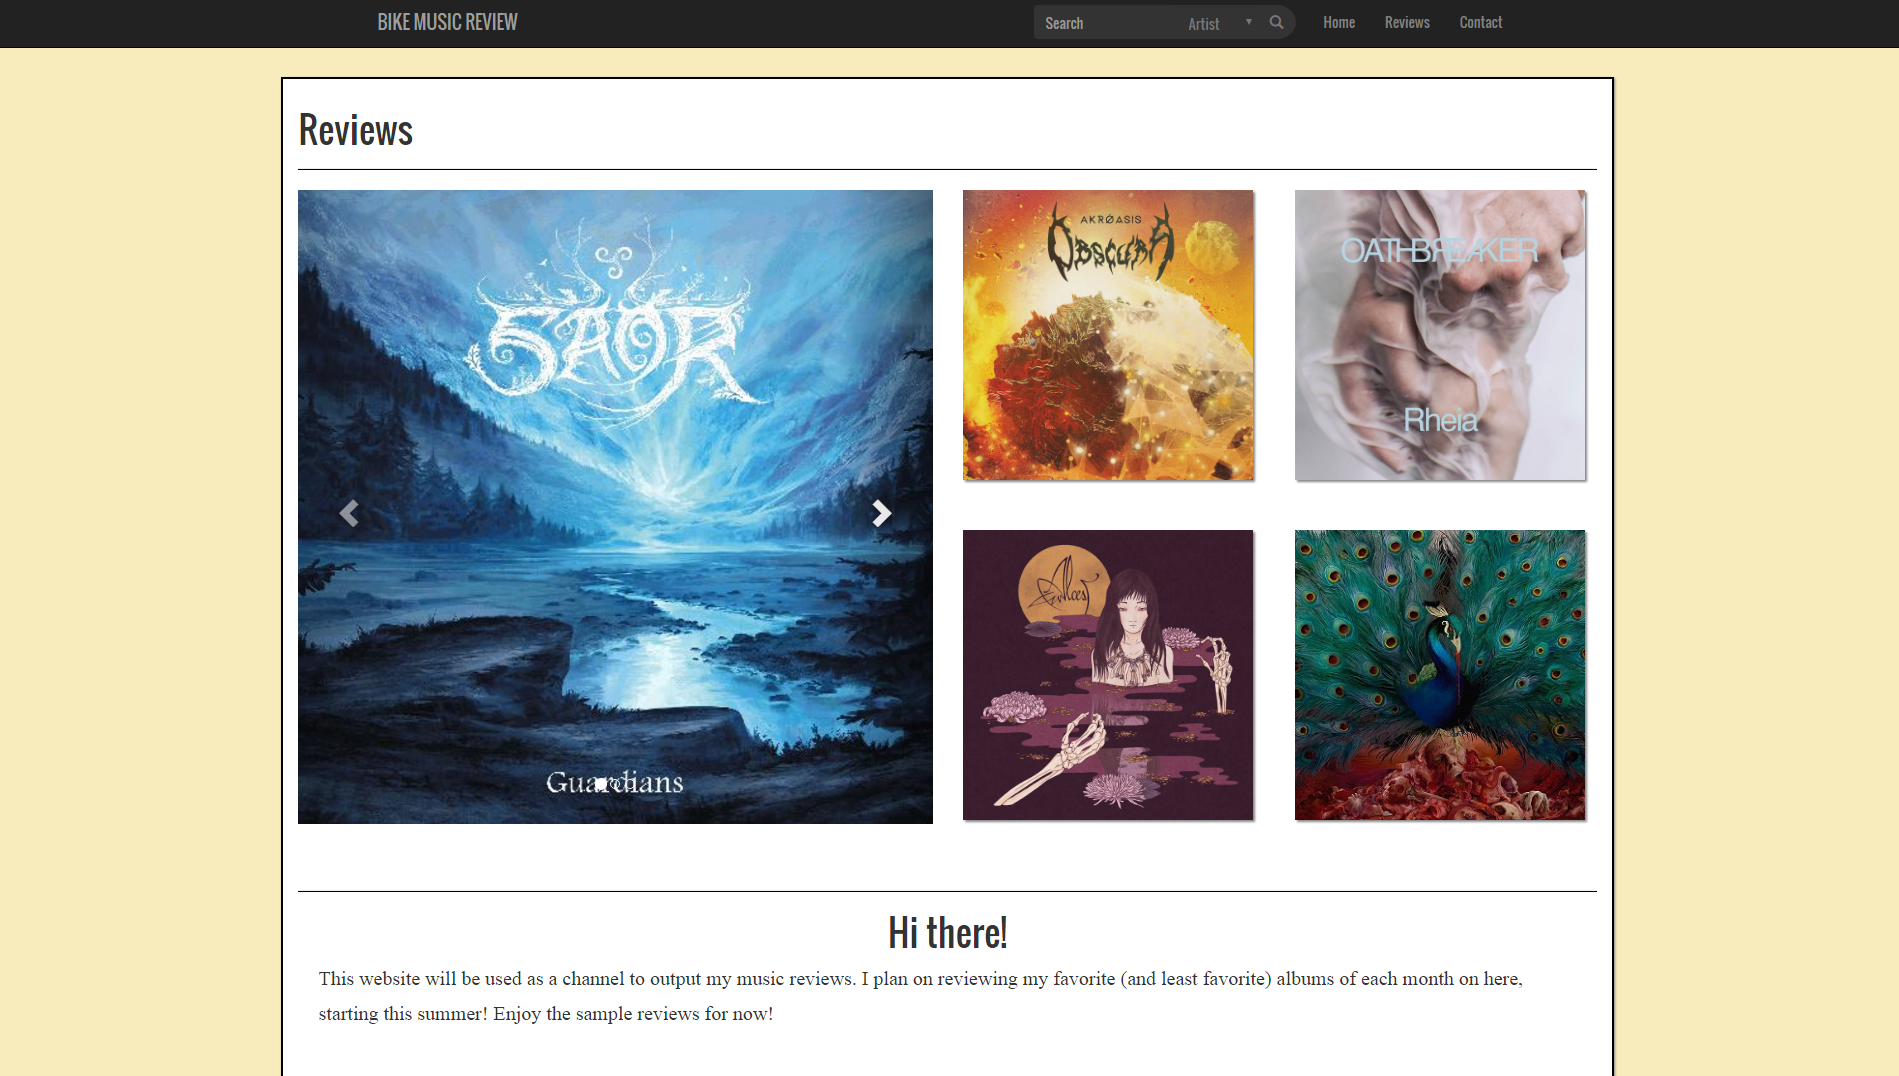 BIKE MUSIC REVIEW
Search
Artist
Home
Reviews
Contact
Reviews
SAOR
Guardians
AKRØASIS
OBSCURA
OATHBREAKER
Rheia
Alcest
Hi there!
This website will be used as a channel to output my music reviews. I plan on reviewing my favorite (and least favorite) albums of each month on here,
starting this summer! Enjoy the sample reviews for now!